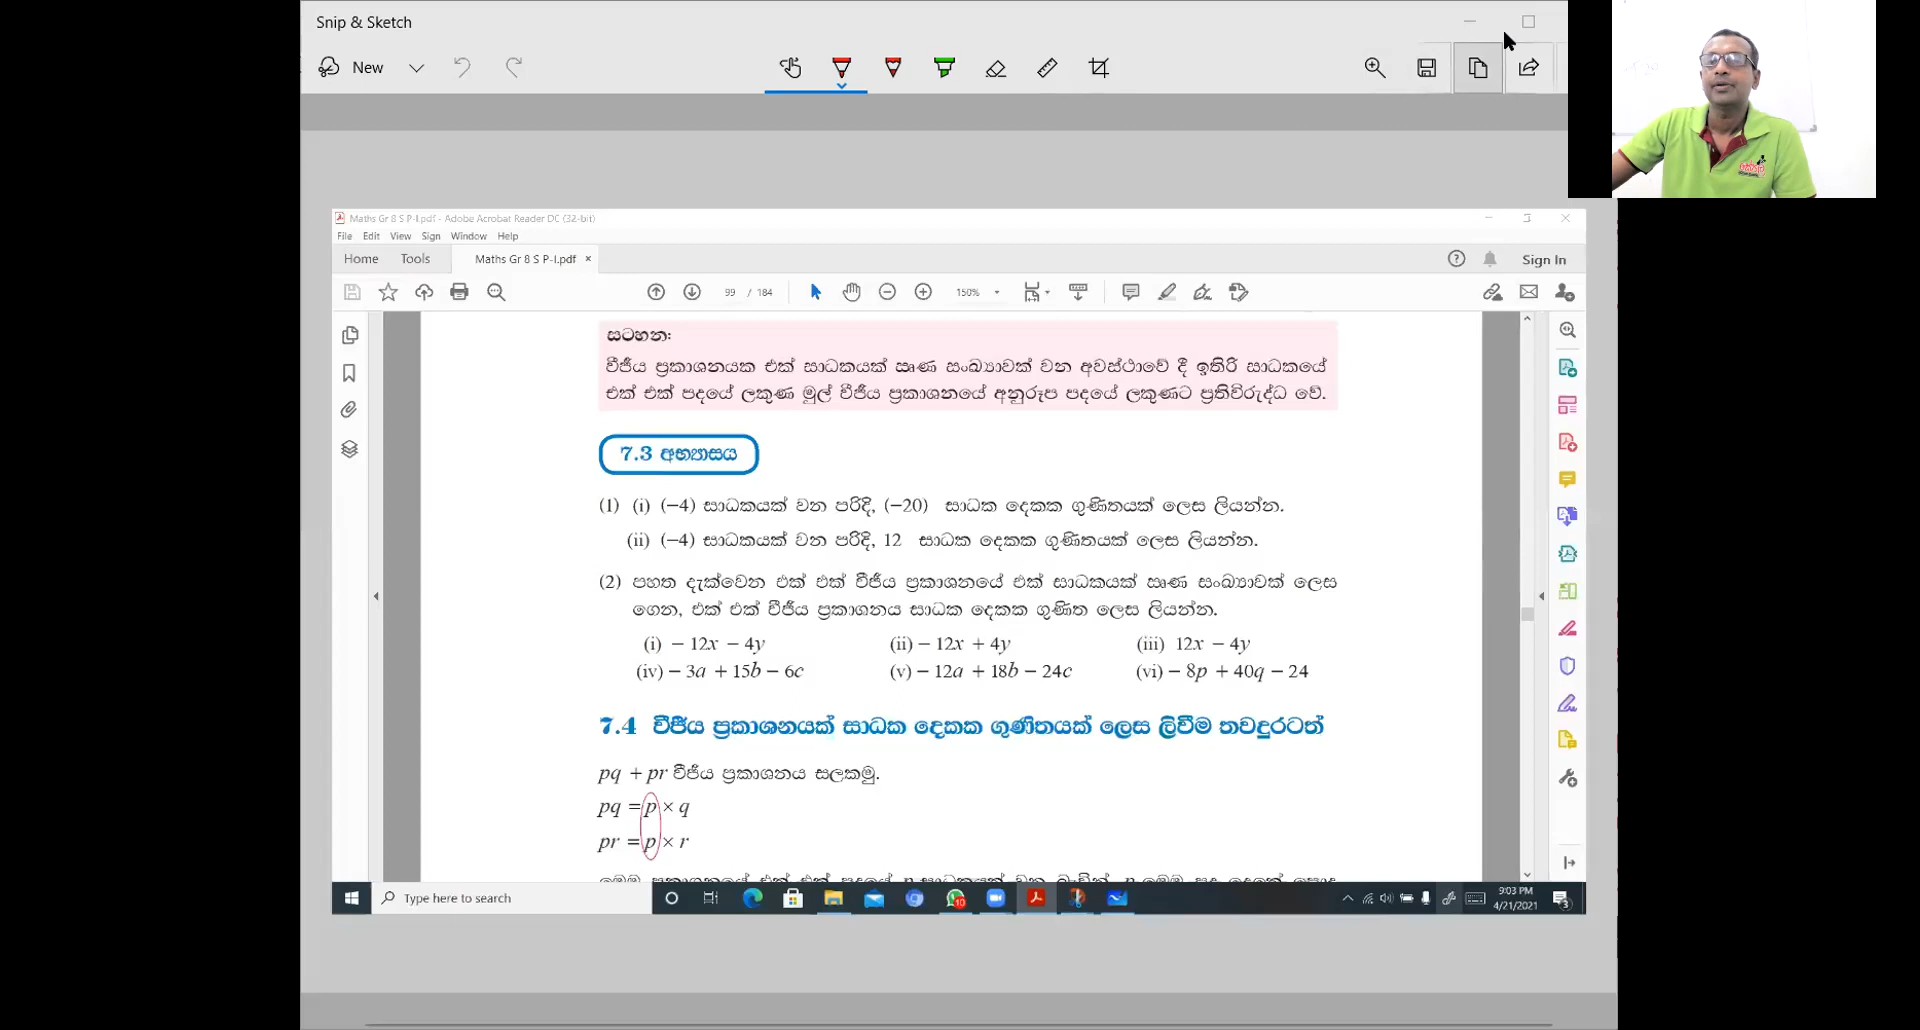 Snip & Sketch
New
Maths Gr 8 S P-I.pdf - Adobe Acrobat Reader DC (32-bit)
File Edit View Sign Window Help
Home Tools Maths Gr 8 S P-I.pdf ×
Sign In
99 / 184 150%
සටහන:
වීජීය ප්‍රකාශනයක එක් සාධකයක් ඍණ සංඛ්‍යාවක් වන අවස්ථාවේ දී ඉතිරි සාධකයේ
එක් එක් පදයේ ලකුණ මුල් වීජීය ප්‍රකාශනයේ අනුරූප පදයේ ලකුණට ප්‍රතිවිරුද්ධ වේ.
7.3 අභ්‍යාසය
(1) (i) (−4) සාධකයක් වන පරිදි, (−20) සාධක දෙකක ගුණිතයක් ලෙස ලියන්න.
(ii) (−4) සාධකයක් වන පරිදි, 12 සාධක දෙකක ගුණිතයක් ලෙස ලියන්න.
(2) පහත දැක්වෙන එක් එක් වීජීය ප්‍රකාශනයේ එක් සාධකයක් ඍණ සංඛ්‍යාවක් ලෙස
ගෙන, එක් එක් වීජීය ප්‍රකාශනය සාධක දෙකක ගුණිත ලෙස ලියන්න.
(i) − 12x − 4y (ii) − 12x + 4y (iii) 12x − 4y
(iv) − 3a + 15b − 6c (v) − 12a + 18b − 24c (vi) − 8p + 40q − 24
7.4 වීජීය ප්‍රකාශනයක් සාධක දෙකක ගුණිතයක් ලෙස ලිවීම තවදුරටත්
pq + pr වීජීය ප්‍රකාශනය සලකමු.
pq = p × q
pr = p × r
Type here to search
10
9:03 PM
4/21/2021
3